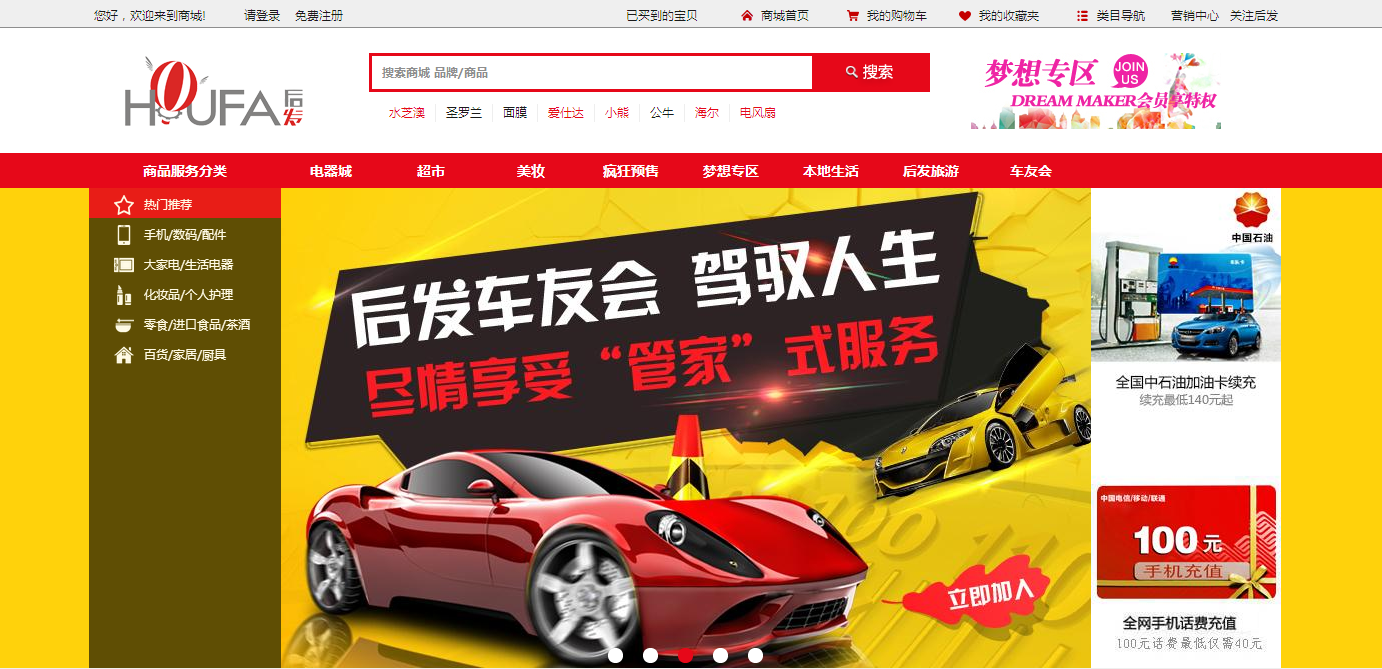 您好，欢迎来到商城! 请登录 免费注册 已买到的宝贝 商城首页 我的购物车 我的收藏夹 类目导航 营销中心 关注后发
HOUFA后发
搜索商城 品牌/商品 搜索
水芝澳 圣罗兰 面膜 爱仕达 小熊 公牛 海尔 电风扇
梦想专区 JOIN US
DREAM MAKER会员享特权
商品服务分类 电器城 超市 美妆 疯狂预售 梦想专区 本地生活 后发旅游 车友会
热门推荐
手机/数码/配件
大家电/生活电器
化妆品/个人护理
零食/进口食品/茶酒
百货/家居/厨具
后发车友会 驾驭人生
尽情享受“管家”式服务
立即加入
中国石油
全国中石油加油卡续充
续充最低140元起
中国电信/移动/联通
100元
手机充值
全网手机话费充值
100元话费最低仅需40元